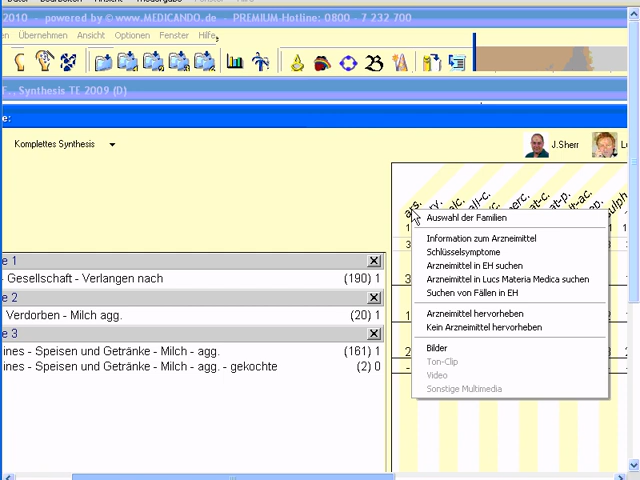 2010 - powered by © www.MEDICANDO.de - PREMIUM-Hotline: 0800 - 7 232 700
en Übernehmen Ansicht Optionen Fenster Hilfe
F., Synthesis TE 2009 (D)
e:
Komplettes Synthesis
J.Sherr
ars.
Auswahl der Familien
Information zum Arzneimittel
Schlüsselsymptome
Arzneimittel in EH suchen
Arzneimittel in Lucs Materia Medica suchen
Suchen von Fällen in EH
Arzneimittel hervorheben
Kein Arzneimittel hervorheben
Bilder
Ton-Clip
Video
Sonstige Multimedia
e 1
- Gesellschaft - Verlangen nach (190) 1
e 2
Verdorben - Milch agg. (20) 1
e 3
ines - Speisen und Getränke - Milch - agg. (161) 1
ines - Speisen und Getränke - Milch - agg. - gekochte (2) 0